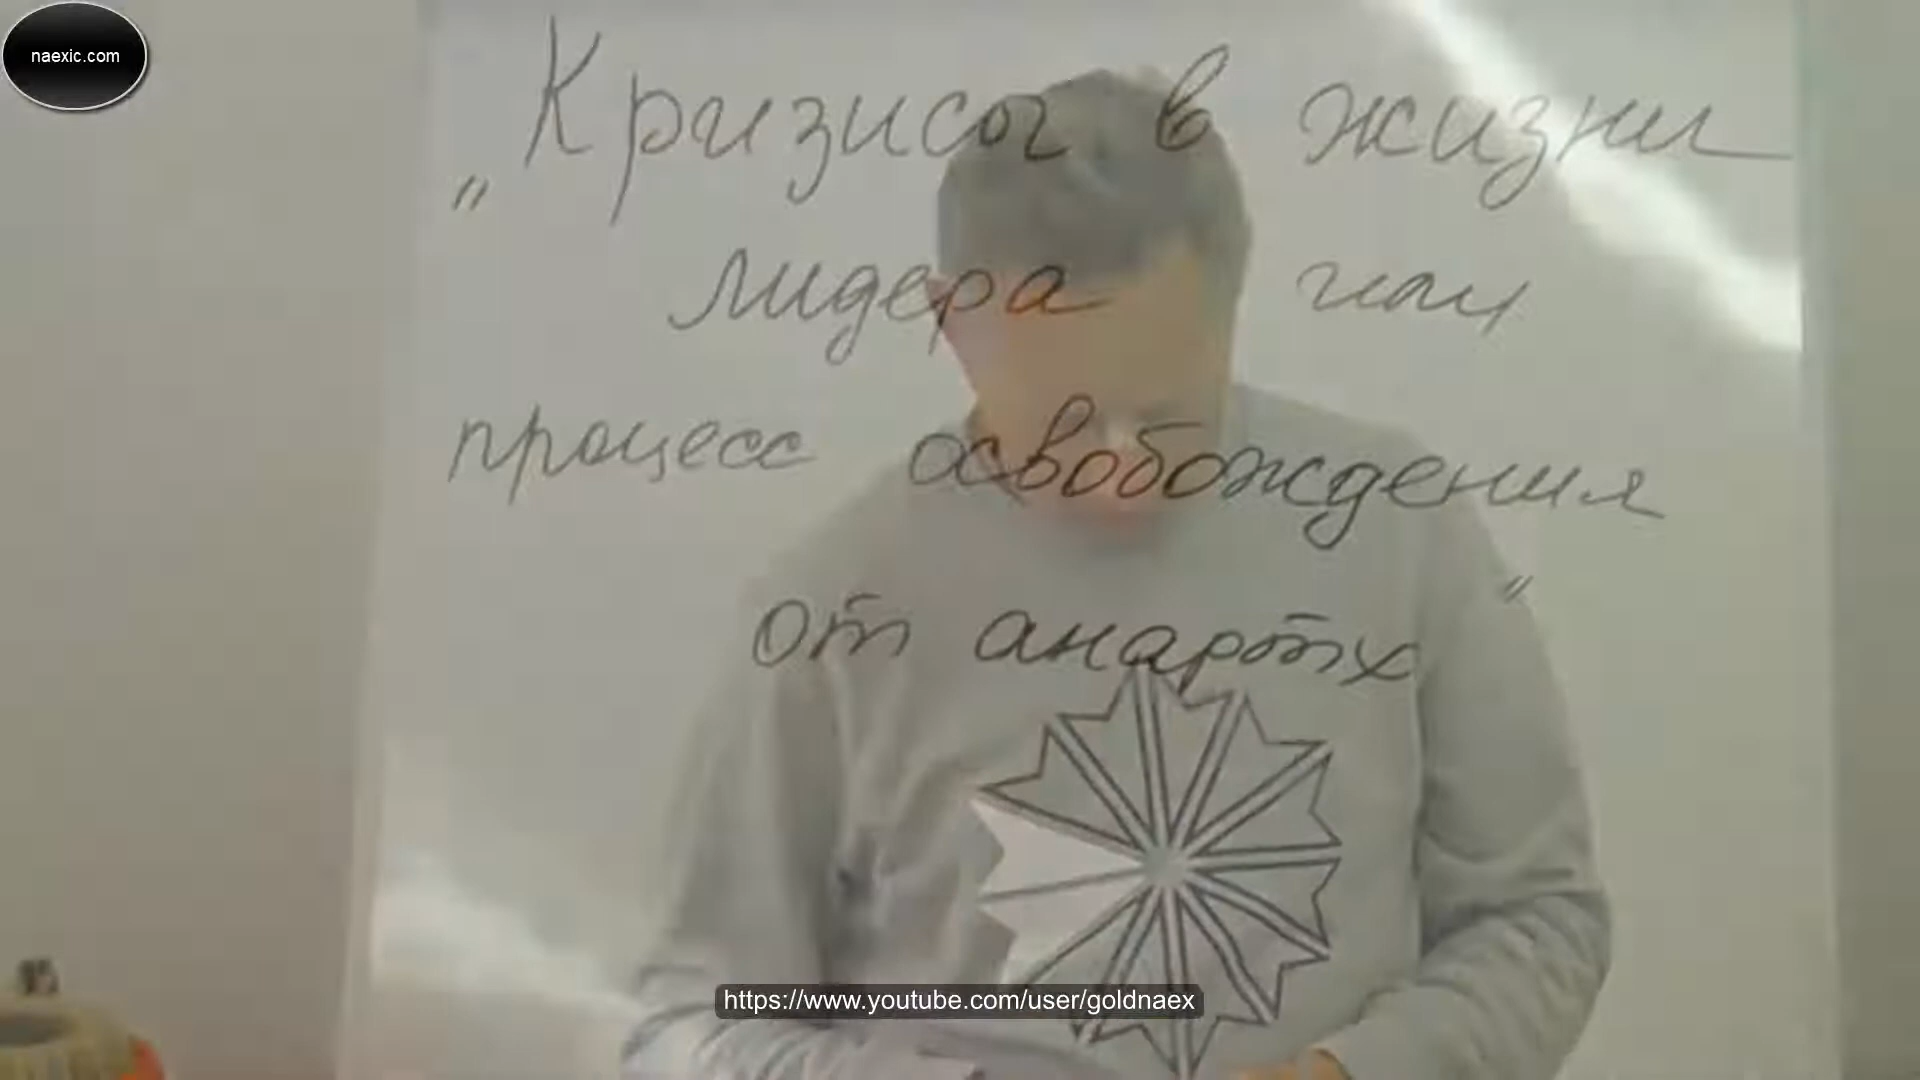 naexic.com
„Кризисы в жизни
лидера или
процесс освобождения
от анартх"
https://www.youtube.com/user/goldnaex